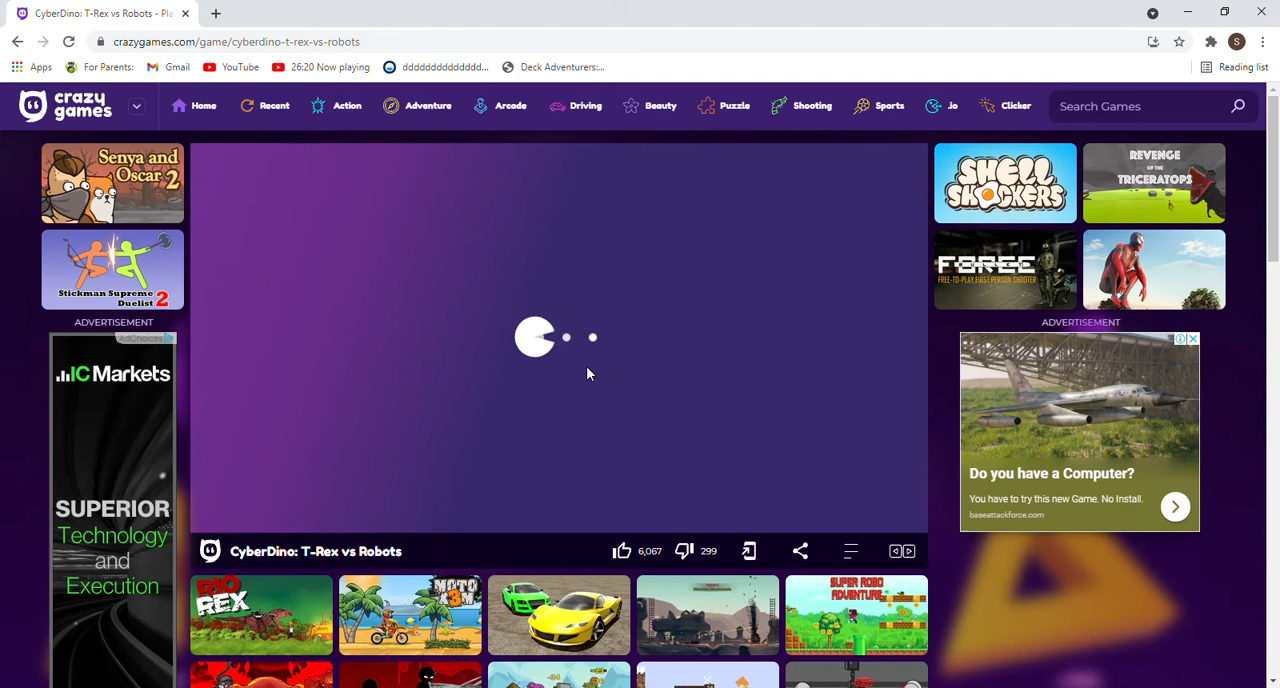 CyberDino: T-Rex vs Robots - Pla
crazygames.com/game/cyberdino-t-rex-vs-robots
S
Apps
For Parents:
Gmail
YouTube
26:20 Now playing
ddddddddddddddd...
Deck Adventurers:...
Reading list
crazy
games
Home
Recent
Action
Adventure
Arcade
Driving
Beauty
Puzzle
Shooting
Sports
.io
Clicker
Search Games
Senya and
Oscar 2
SHELL
SHOCKERS
REVENGE
OF THE
TRICERATOPS
Stickman Supreme
Duelist 2
FORCE
FREE-TO-PLAY FIRST PERSON SHOOTER
ADVERTISEMENT
ADVERTISEMENT
AdChoices
IC Markets
SUPERIOR
Technology
and
Execution
Do you have a Computer?
You have to try this new Game. No Install.
baseattackforce.com
CyberDino: T-Rex vs Robots
6,067
299
RIO
REX
MOTO
X3M
SUPER ROBO
ADVENTURE